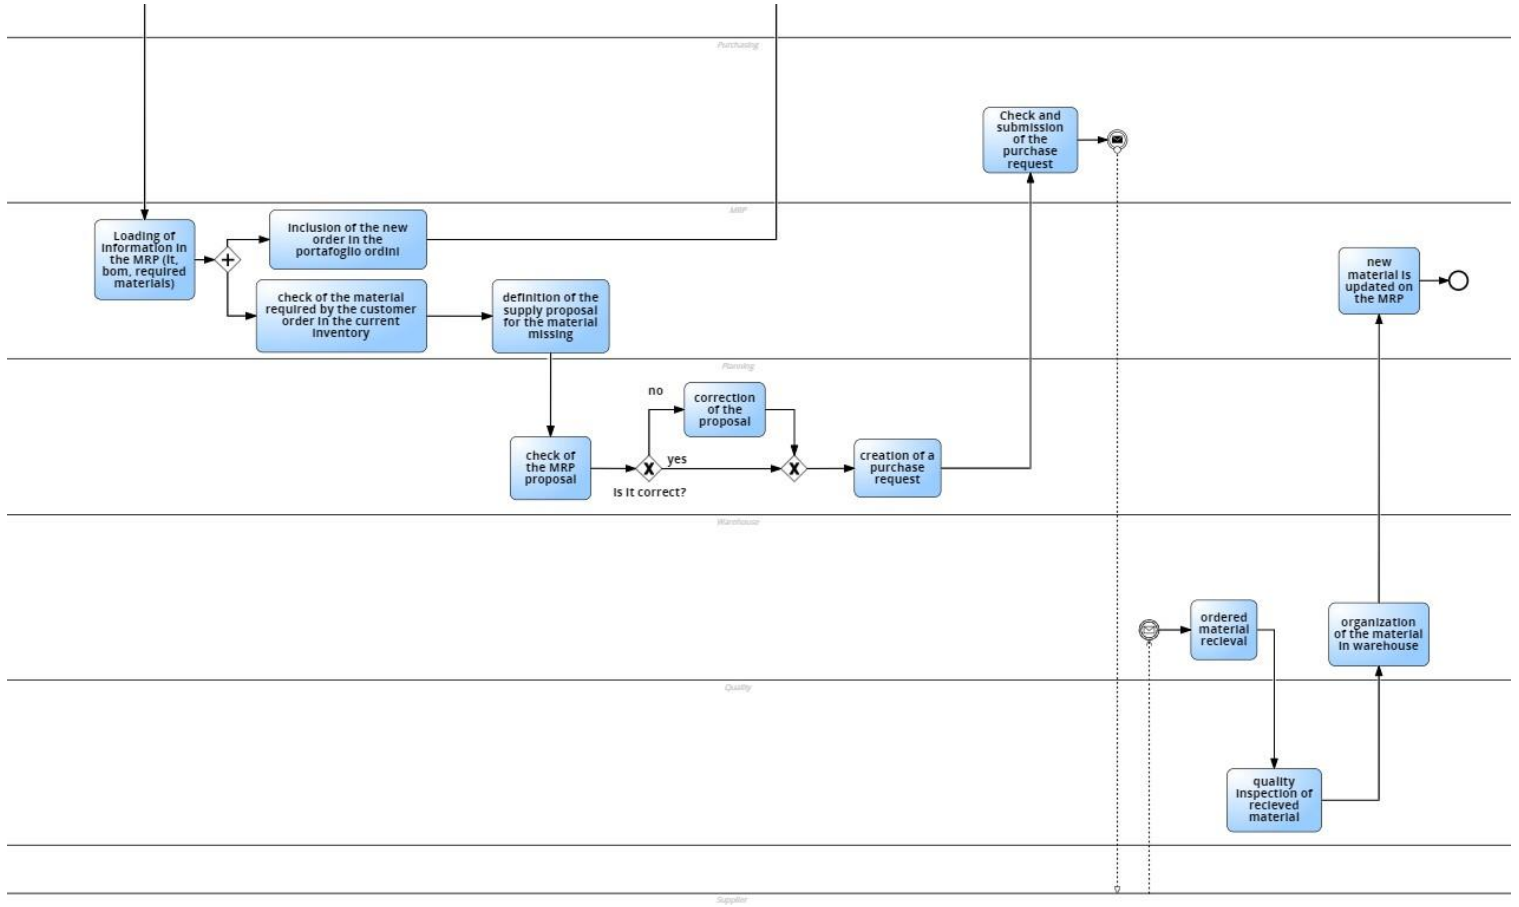 Purchasing
Check and
submission
of the
purchase
request
MRP
Loading of
information in
the MRP (lt,
bom, required
materials)
inclusion of the new
order in the
portafoglio ordini
check of the material
required by the customer
order in the current
inventory
definition of the
supply proposal
for the material
missing
new
material is
updated on
the MRP
Planning
no
correction
of the
proposal
check of
the MRP
proposal
yes
is it correct?
creation of a
purchase
request
Warehouse
ordered
material
recieval
organization
of the material
in warehouse
Quality
quality
inspection of
recieved
material
Supplier